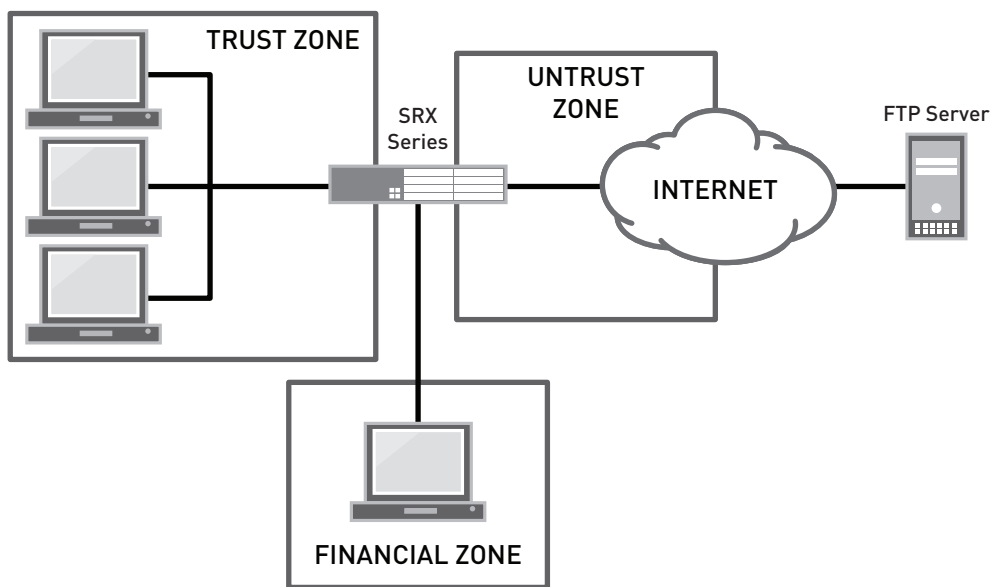 TRUST ZONE
SRX
Series
UNTRUST
ZONE
FTP Server
INTERNET
FINANCIAL ZONE